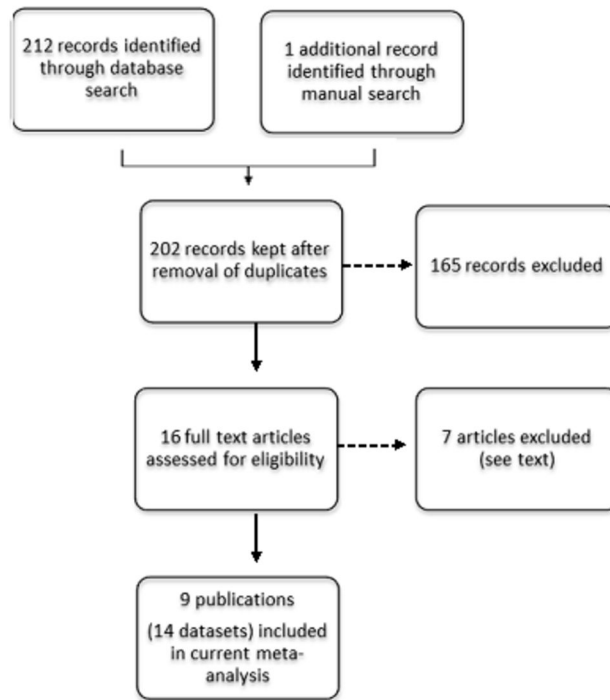 212 records identified
through database
search
1 additional record
identified through
manual search
202 records kept after
removal of duplicates
165 records excluded
16 full text articles
assessed for eligibility
7 articles excluded
(see text)
9 publications
(14 datasets) included
in current meta-
analysis